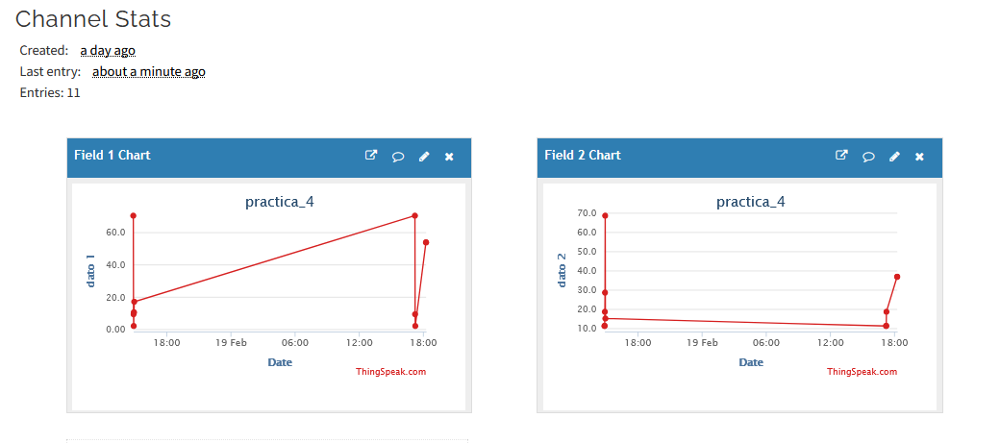 Channel Stats
Created: a day ago
Last entry: about a minute ago
Entries: 11
Field 1 Chart
practica_4
60.0
40.0
20.0
0.00
dato 1
18:00 19 Feb 06:00 12:00 18:00
Date
ThingSpeak.com
Field 2 Chart
practica_4
70.0
60.0
50.0
40.0
30.0
20.0
10.0
dato 2
18:00 19 Feb 06:00 12:00 18:00
Date
ThingSpeak.com